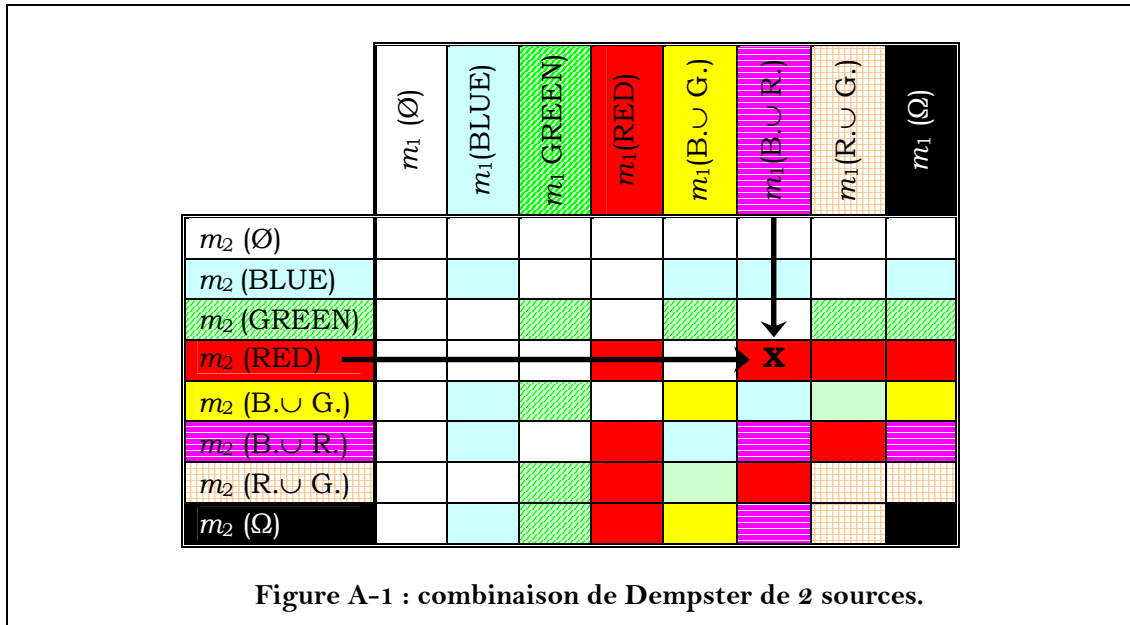 m₁ (Ø)
m₁(BLUE)
m₁ GREEN)
m₁(RED)
m₁(B.∪ G.)
m₁(B.∪ R.)
m₁(R.∪ G.)
m₁ (Ω)
m₂ (Ø)
m₂ (BLUE)
m₂ (GREEN)
m₂ (RED)
x
m₂ (B.∪ G.)
m₂ (B.∪ R.)
m₂ (R.∪ G.)
m₂ (Ω)
Figure A-1 : combinaison de Dempster de 2 sources.